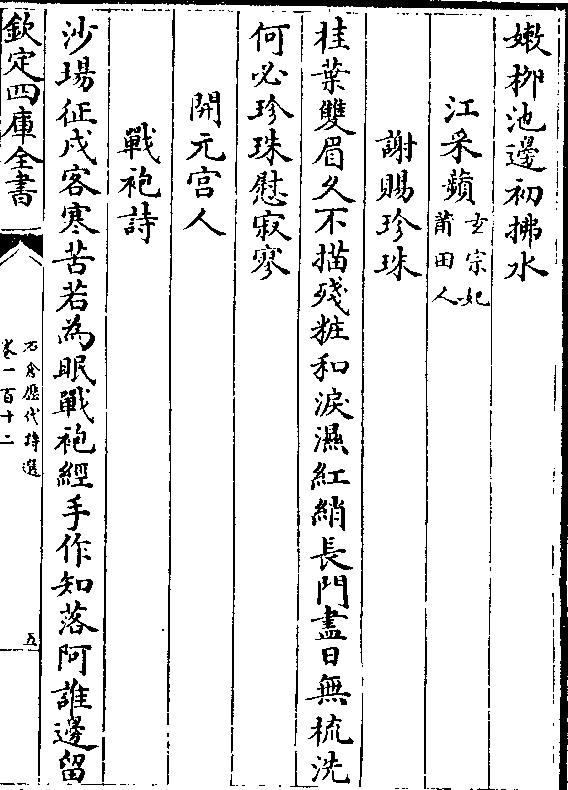 嫩栁池邊初拂水
江采蘋玄宗妃莆田人
謝賜珍珠
桂葉雙眉乆不描殘粧和淚濕紅綃長門盡日無梳洗
何必珍珠慰寂寥
開元宫人
戰袍詩
沙塲征戍客寒苦若為眠戰袍經手作知落阿誰邊留
欽定四庫全書
石倉歷代詩選
卷一百十二
五